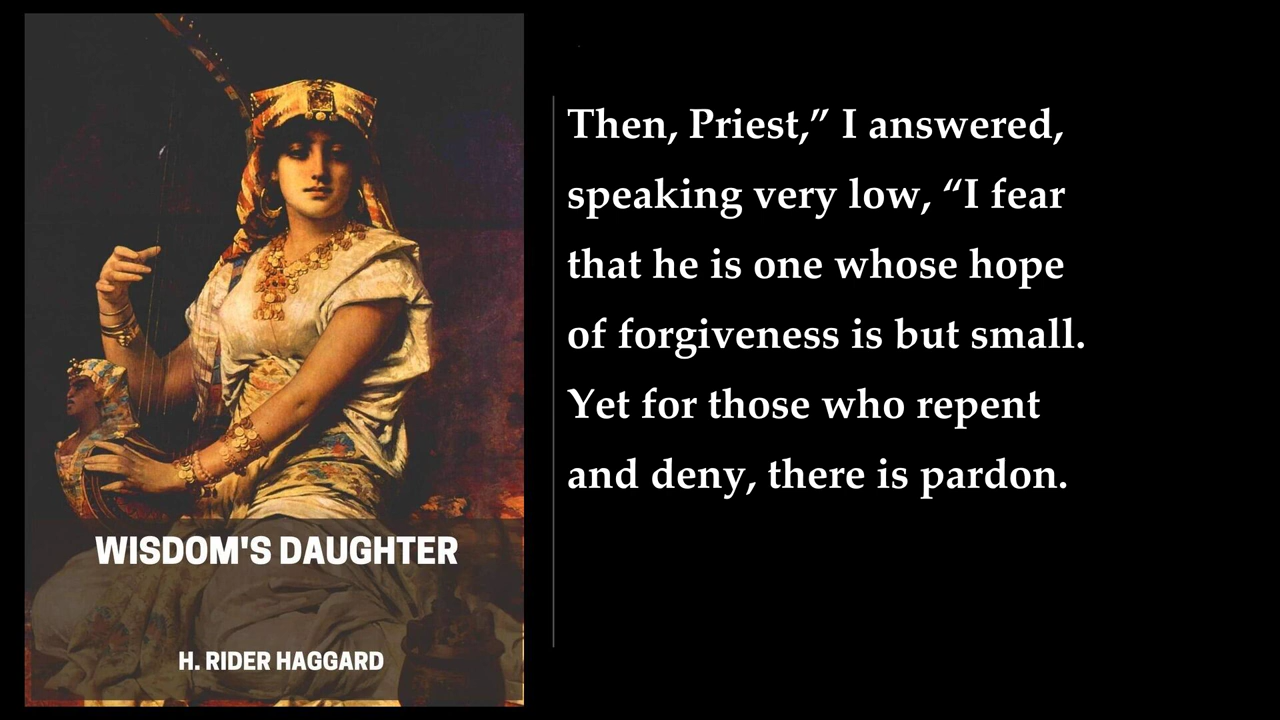 WISDOM'S DAUGHTER
H. RIDER HAGGARD
Then, Priest,” I answered,
speaking very low, “I fear
that he is one whose hope
of forgiveness is but small.
Yet for those who repent
and deny, there is pardon.